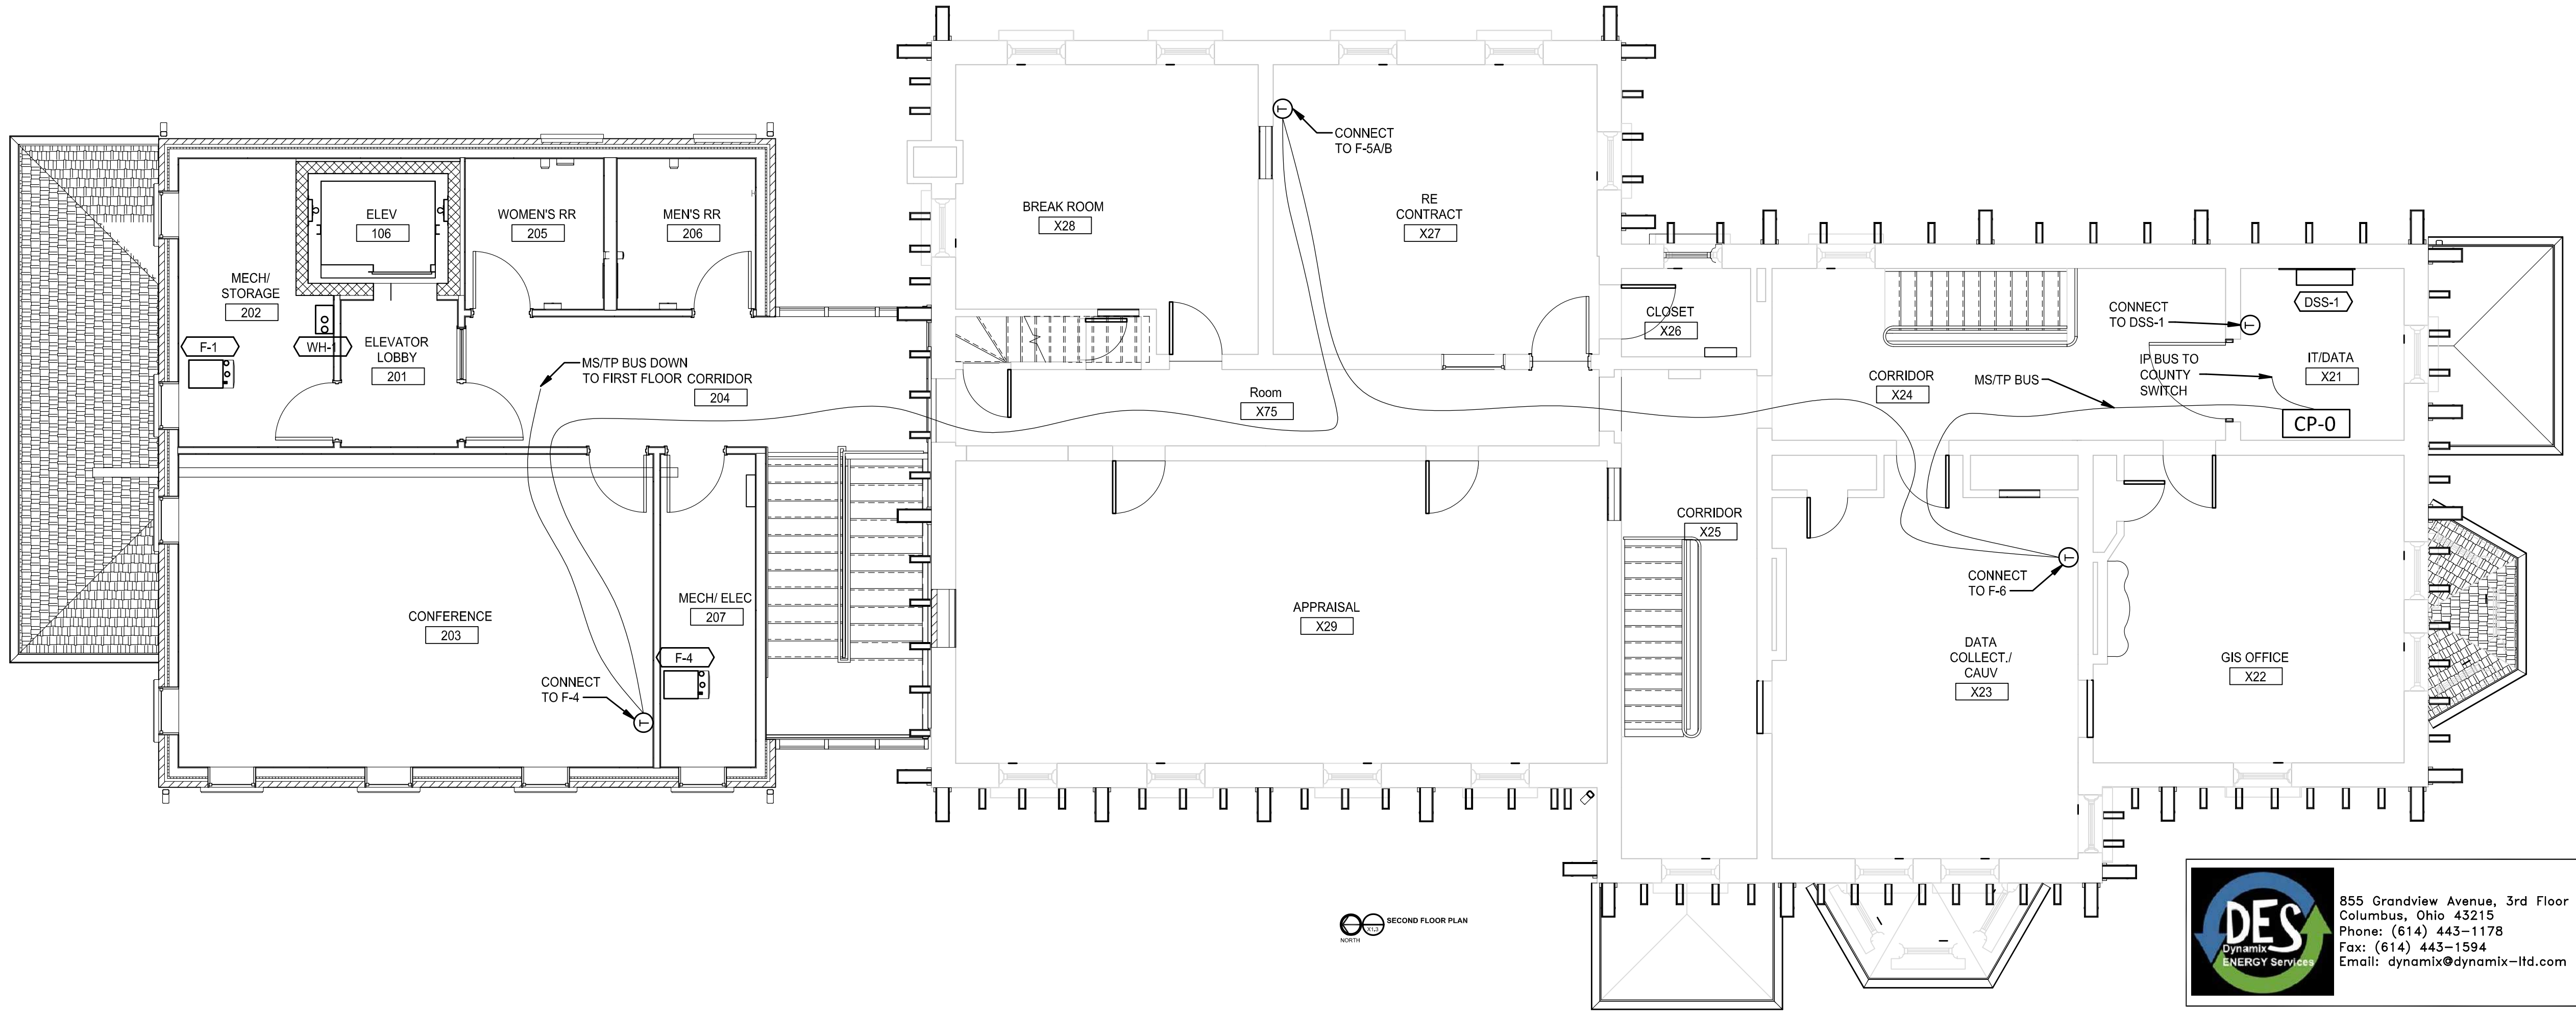 CONNECT
TO F-5A/B
BREAK ROOM
X28
RE
CONTRACT
X27
ELEV
106
WOMEN'S RR
205
MEN'S RR
206
MECH/
STORAGE
202
F-1
WH-1
ELEVATOR
LOBBY
201
MS/TP BUS DOWN
TO FIRST FLOOR
CORRIDOR
204
Room
X75
CLOSET
X26
CONNECT
TO DSS-1
DSS-1
T
T
IP BUS TO
COUNTY
SWITCH
IT/DATA
X21
CORRIDOR
X24
MS/TP BUS
CP-0
CORRIDOR
X25
T
CONNECT
TO F-6
CONFERENCE
203
MECH/ ELEC
207
F-4
CONNECT
TO F-4
T
APPRAISAL
X29
DATA
COLLECT./
CAUV
X23
GIS OFFICE
X22
SECOND FLOOR PLAN
X1.3
NORTH
DES
Dynamix
ENERGY Services
855 Grandview Avenue, 3rd Floor
Columbus, Ohio 43215
Phone: (614) 443-1178
Fax: (614) 443-1594
Email: dynamix@dynamix-ltd.com